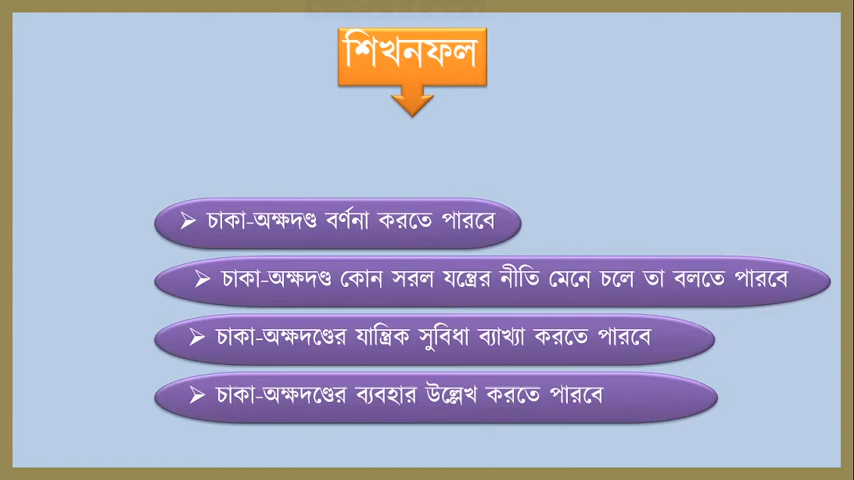 শিখনফল
➢ চাকা-অক্ষদণ্ড বর্ণনা করতে পারবে
➢ চাকা-অক্ষদণ্ড কোন সরল যন্ত্রের নীতি মেনে চলে তা বলতে পারবে
➢ চাকা-অক্ষদণ্ডের যান্ত্রিক সুবিধা ব্যাখ্যা করতে পারবে
➢ চাকা-অক্ষদণ্ডের ব্যবহার উল্লেখ করতে পারবে